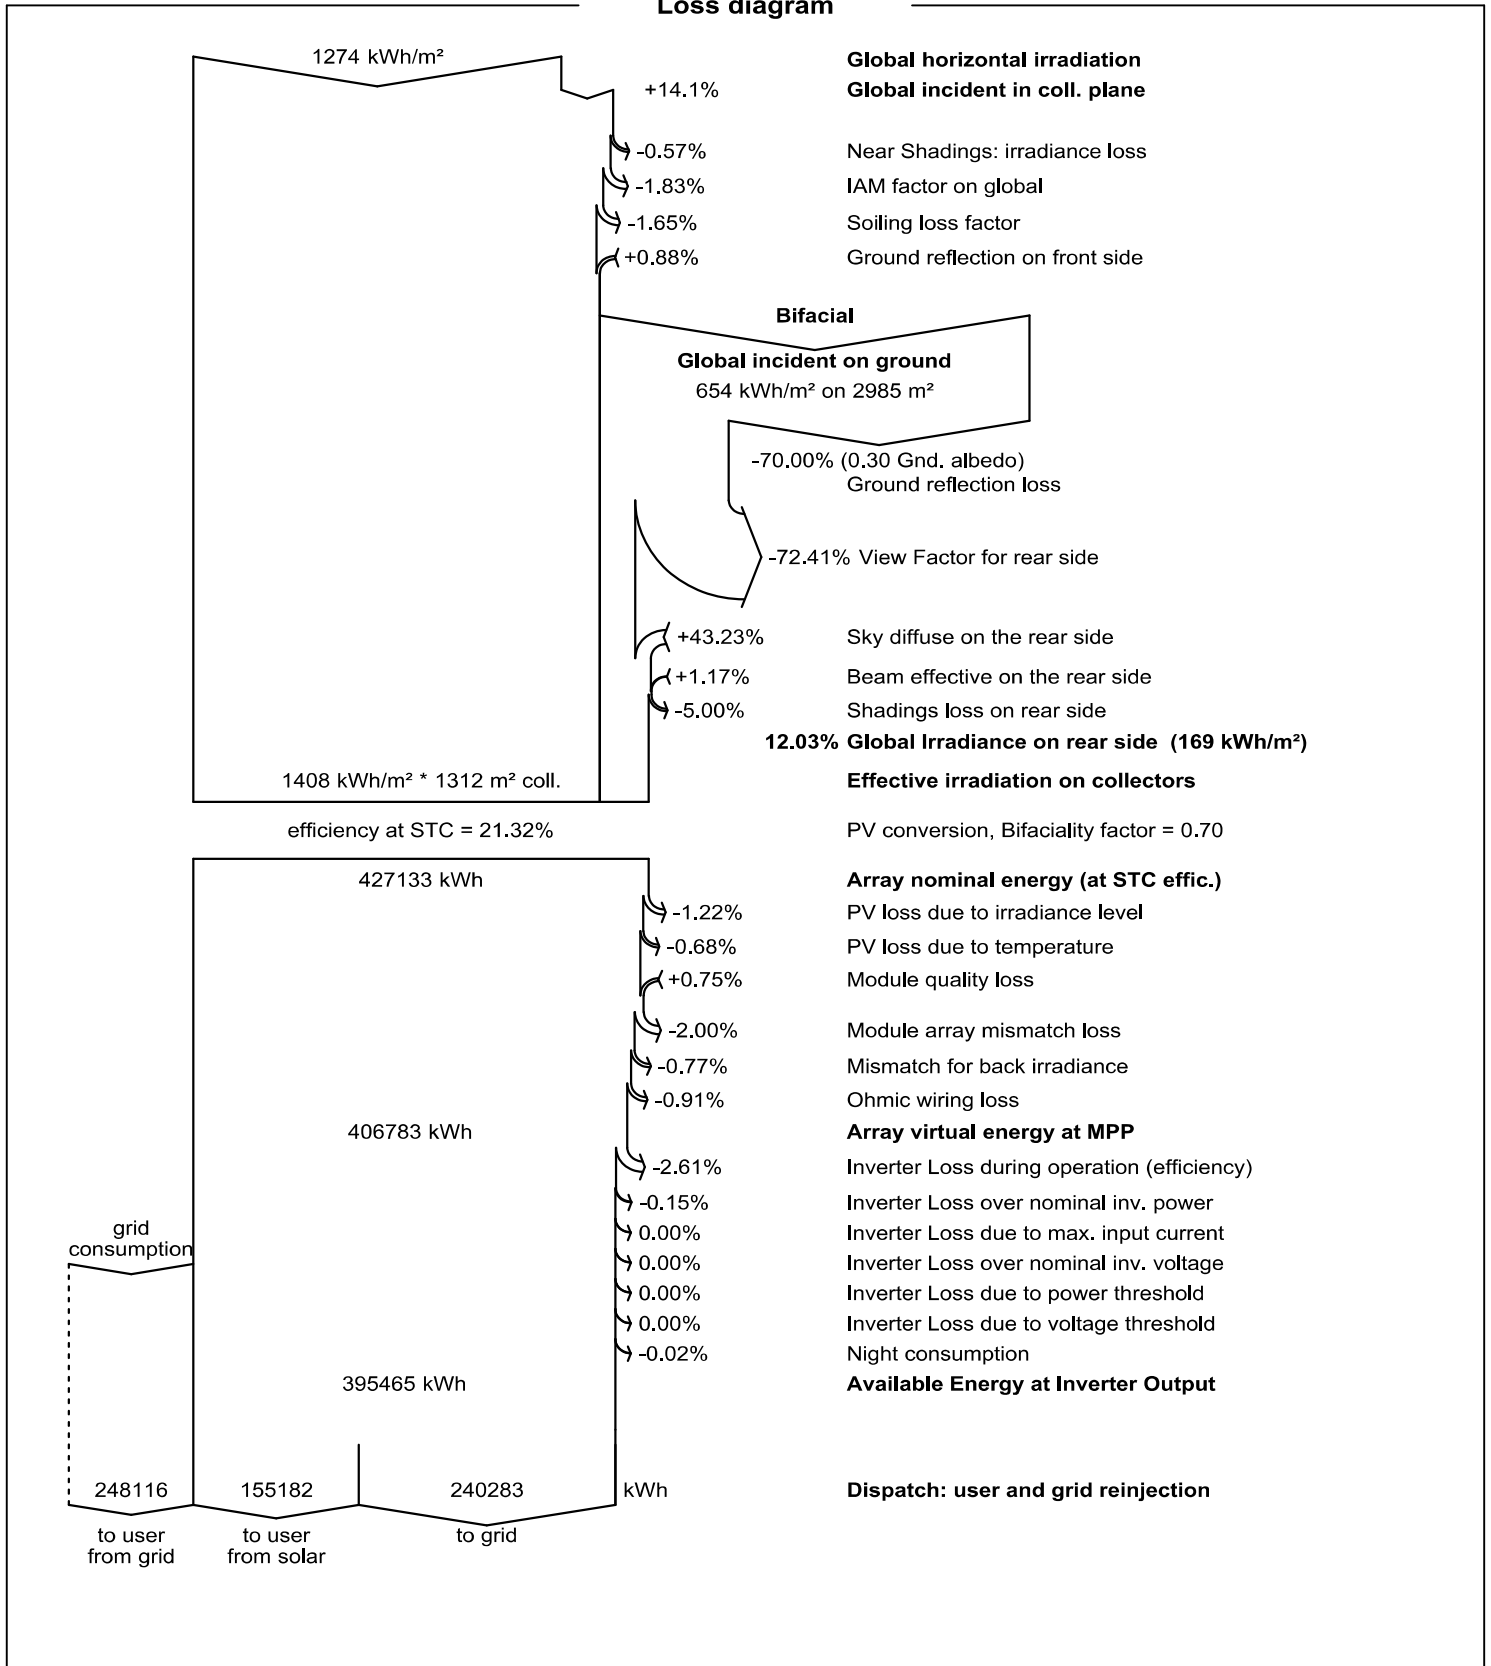 Loss diagram
1274 kWh/m²
Global horizontal irradiation
+14.1% Global incident in coll. plane
-0.57% Near Shadings: irradiance loss
-1.83% IAM factor on global
-1.65% Soiling loss factor
+0.88% Ground reflection on front side
Bifacial
Global incident on ground
654 kWh/m² on 2985 m²
-70.00% (0.30 Gnd. albedo)
Ground reflection loss
-72.41% View Factor for rear side
+43.23% Sky diffuse on the rear side
+1.17% Beam effective on the rear side
-5.00% Shadings loss on rear side
12.03% Global Irradiance on rear side (169 kWh/m²)
1408 kWh/m² * 1312 m² coll. Effective irradiation on collectors
efficiency at STC = 21.32% PV conversion, Bifaciality factor = 0.70
427133 kWh Array nominal energy (at STC effic.)
-1.22% PV loss due to irradiance level
-0.68% PV loss due to temperature
+0.75% Module quality loss
-2.00% Module array mismatch loss
-0.77% Mismatch for back irradiance
-0.91% Ohmic wiring loss
406783 kWh Array virtual energy at MPP
-2.61% Inverter Loss during operation (efficiency)
-0.15% Inverter Loss over nominal inv. power
0.00% Inverter Loss due to max. input current
0.00% Inverter Loss over nominal inv. voltage
0.00% Inverter Loss due to power threshold
0.00% Inverter Loss due to voltage threshold
-0.02% Night consumption
grid
consumption
395465 kWh Available Energy at Inverter Output
248116 155182 240283 kWh Dispatch: user and grid reinjection
to user
from grid
to user
from solar
to grid